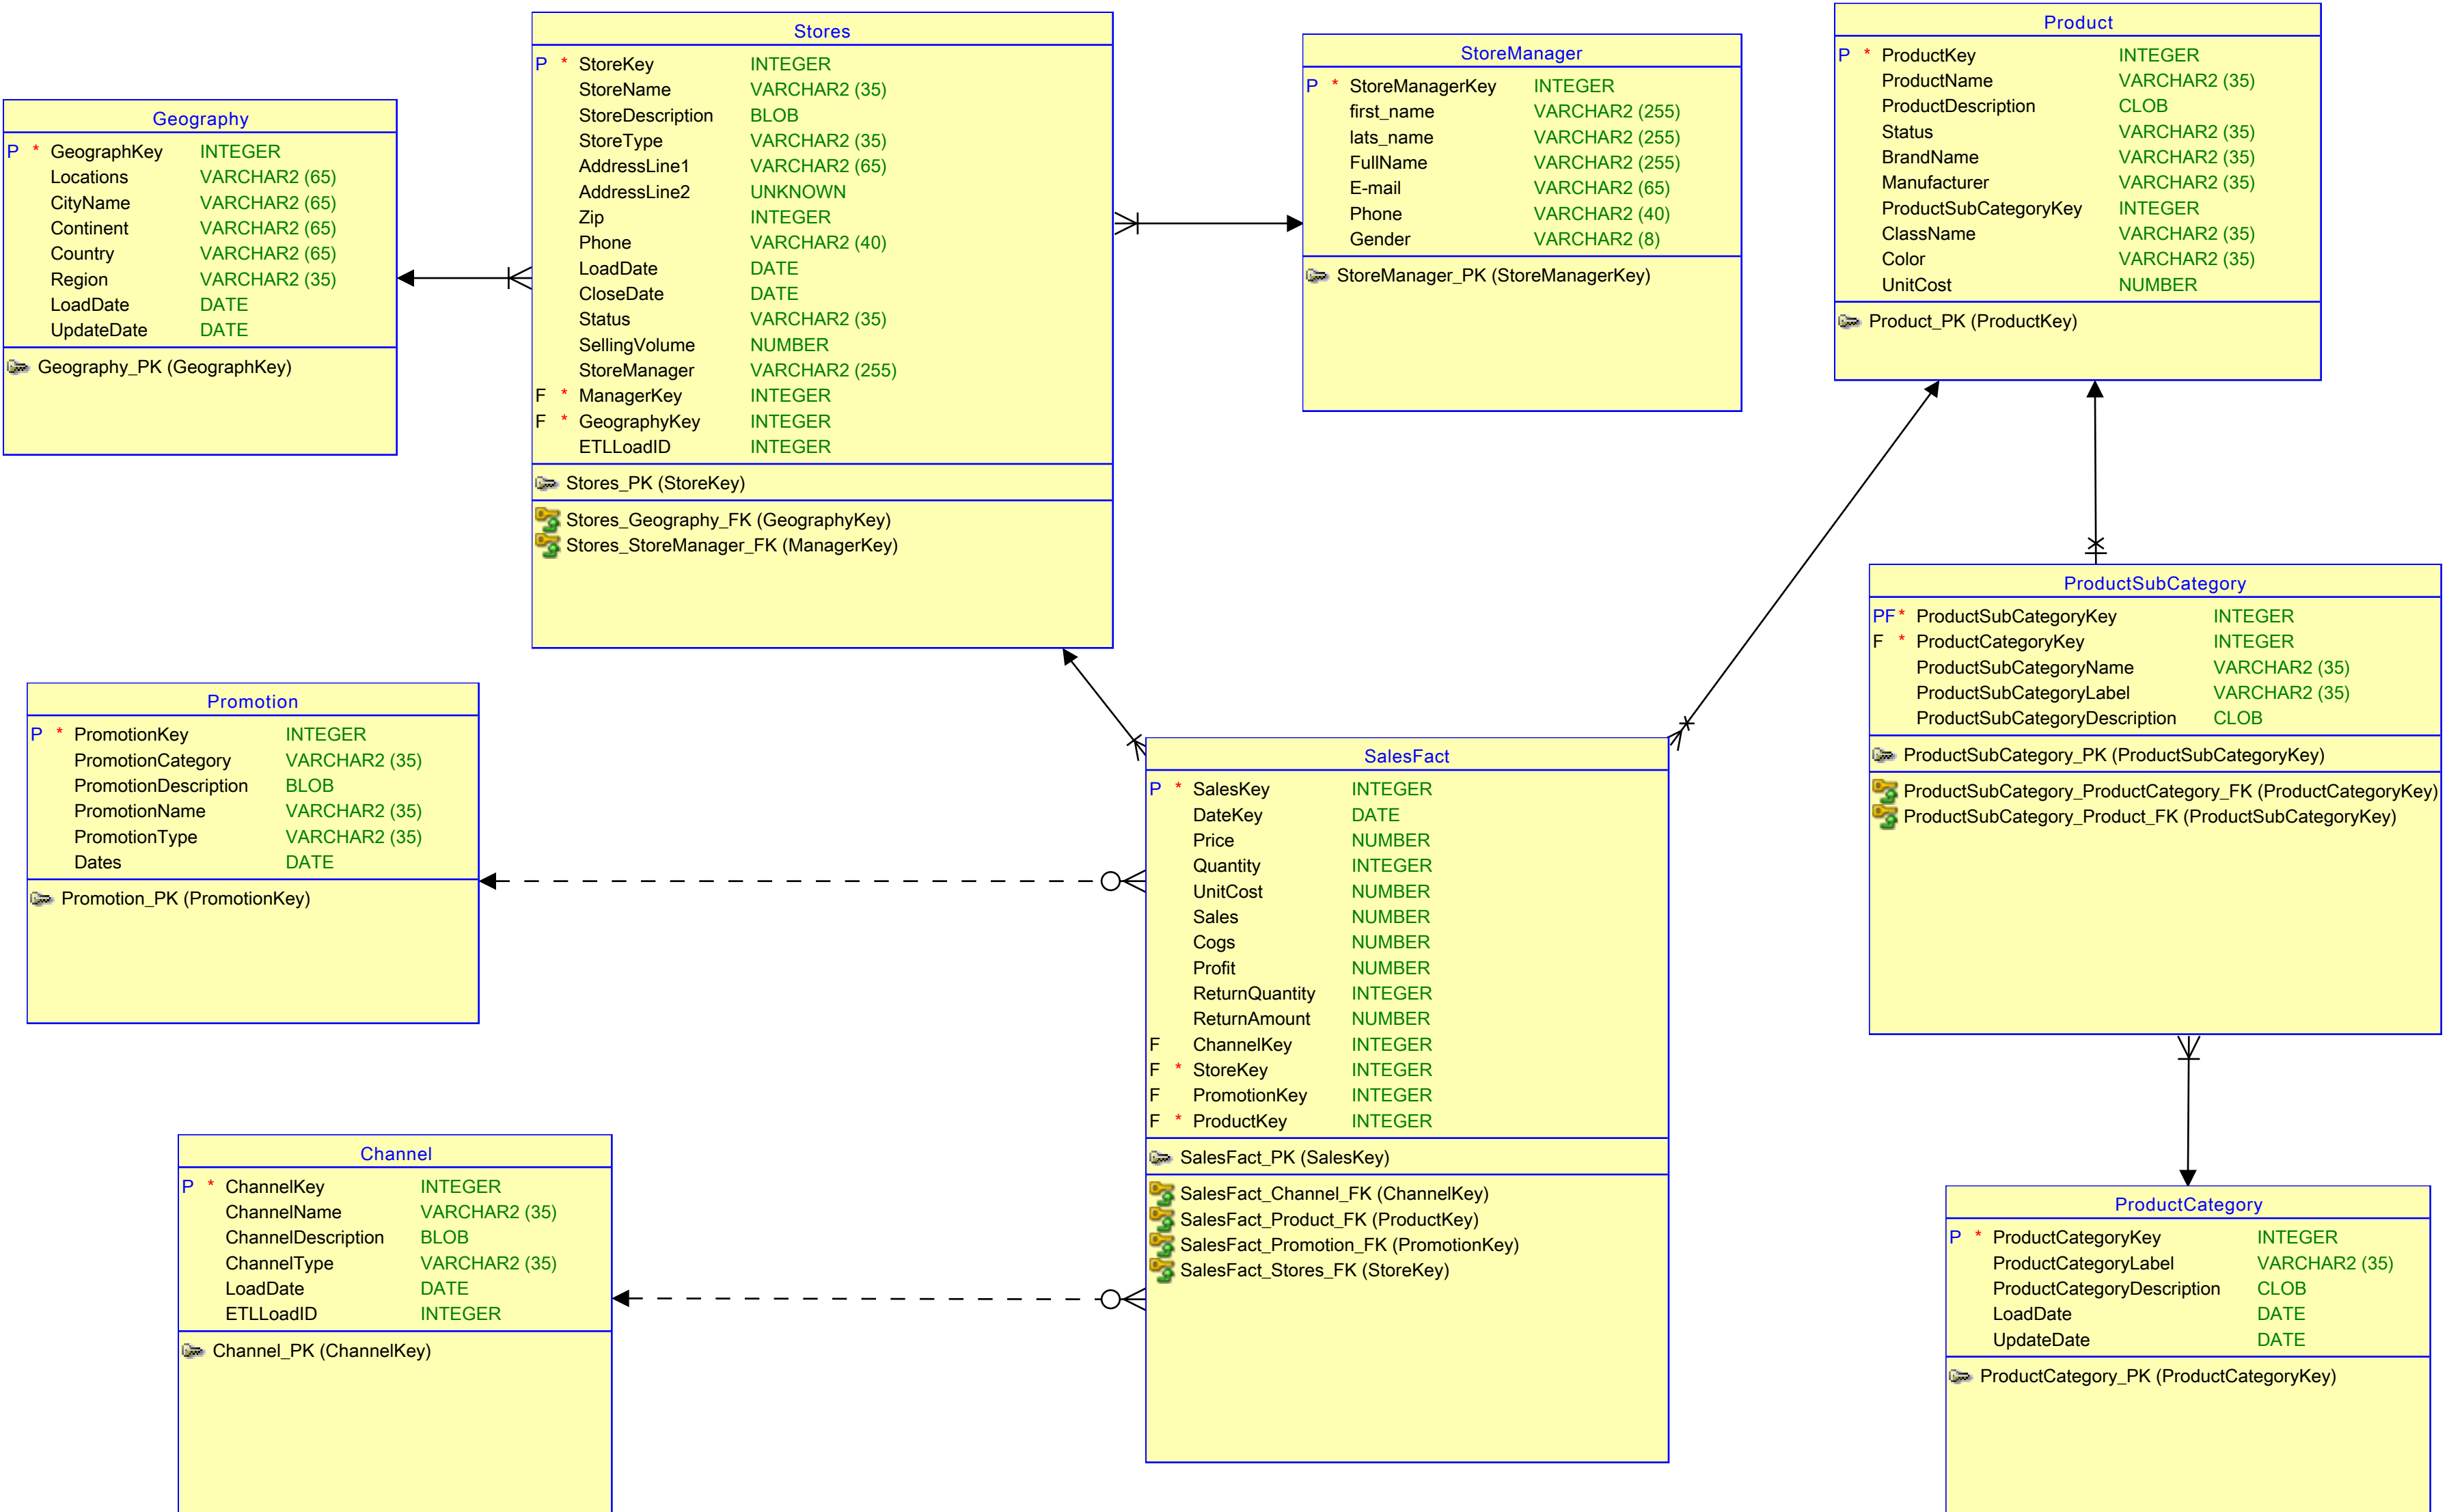 Geography
P * GeographKey INTEGER
Locations VARCHAR2 (65)
CityName VARCHAR2 (65)
Continent VARCHAR2 (65)
Country VARCHAR2 (65)
Region VARCHAR2 (35)
LoadDate DATE
UpdateDate DATE
Geography_PK (GeographKey)
Stores
P * StoreKey INTEGER
StoreName VARCHAR2 (35)
StoreDescription BLOB
StoreType VARCHAR2 (35)
AddressLine1 VARCHAR2 (65)
AddressLine2 UNKNOWN
Zip INTEGER
Phone VARCHAR2 (40)
LoadDate DATE
CloseDate DATE
Status VARCHAR2 (35)
SellingVolume NUMBER
StoreManager VARCHAR2 (255)
F * ManagerKey INTEGER
F * GeographyKey INTEGER
ETLLoadID INTEGER
Stores_PK (StoreKey)
Stores_Geography_FK (GeographyKey)
Stores_StoreManager_FK (ManagerKey)
StoreManager
P * StoreManagerKey INTEGER
first_name VARCHAR2 (255)
lats_name VARCHAR2 (255)
FullName VARCHAR2 (255)
E-mail VARCHAR2 (65)
Phone VARCHAR2 (40)
Gender VARCHAR2 (8)
StoreManager_PK (StoreManagerKey)
Product
P * ProductKey INTEGER
ProductName VARCHAR2 (35)
ProductDescription CLOB
Status VARCHAR2 (35)
BrandName VARCHAR2 (35)
Manufacturer VARCHAR2 (35)
ProductSubCategoryKey INTEGER
ClassName VARCHAR2 (35)
Color VARCHAR2 (35)
UnitCost NUMBER
Product_PK (ProductKey)
Promotion
P * PromotionKey INTEGER
PromotionCategory VARCHAR2 (35)
PromotionDescription BLOB
PromotionName VARCHAR2 (35)
PromotionType VARCHAR2 (35)
Dates DATE
Promotion_PK (PromotionKey)
SalesFact
P * SalesKey INTEGER
DateKey DATE
Price NUMBER
Quantity INTEGER
UnitCost NUMBER
Sales NUMBER
Cogs NUMBER
Profit NUMBER
ReturnQuantity INTEGER
ReturnAmount NUMBER
F ChannelKey INTEGER
F * StoreKey INTEGER
F PromotionKey INTEGER
F * ProductKey INTEGER
SalesFact_PK (SalesKey)
SalesFact_Channel_FK (ChannelKey)
SalesFact_Product_FK (ProductKey)
SalesFact_Promotion_FK (PromotionKey)
SalesFact_Stores_FK (StoreKey)
ProductSubCategory
PF * ProductSubCategoryKey INTEGER
F * ProductCategoryKey INTEGER
ProductSubCategoryName VARCHAR2 (35)
ProductSubCategoryLabel VARCHAR2 (35)
ProductSubCategoryDescription CLOB
ProductSubCategory_PK (ProductSubCategoryKey)
ProductSubCategory_ProductCategory_FK (ProductCategoryKey)
ProductSubCategory_Product_FK (ProductSubCategoryKey)
Channel
P * ChannelKey INTEGER
ChannelName VARCHAR2 (35)
ChannelDescription BLOB
ChannelType VARCHAR2 (35)
LoadDate DATE
ETLLoadID INTEGER
Channel_PK (ChannelKey)
ProductCategory
P * ProductCategoryKey INTEGER
ProductCategoryLabel VARCHAR2 (35)
ProductCategoryDescription CLOB
LoadDate DATE
UpdateDate DATE
ProductCategory_PK (ProductCategoryKey)